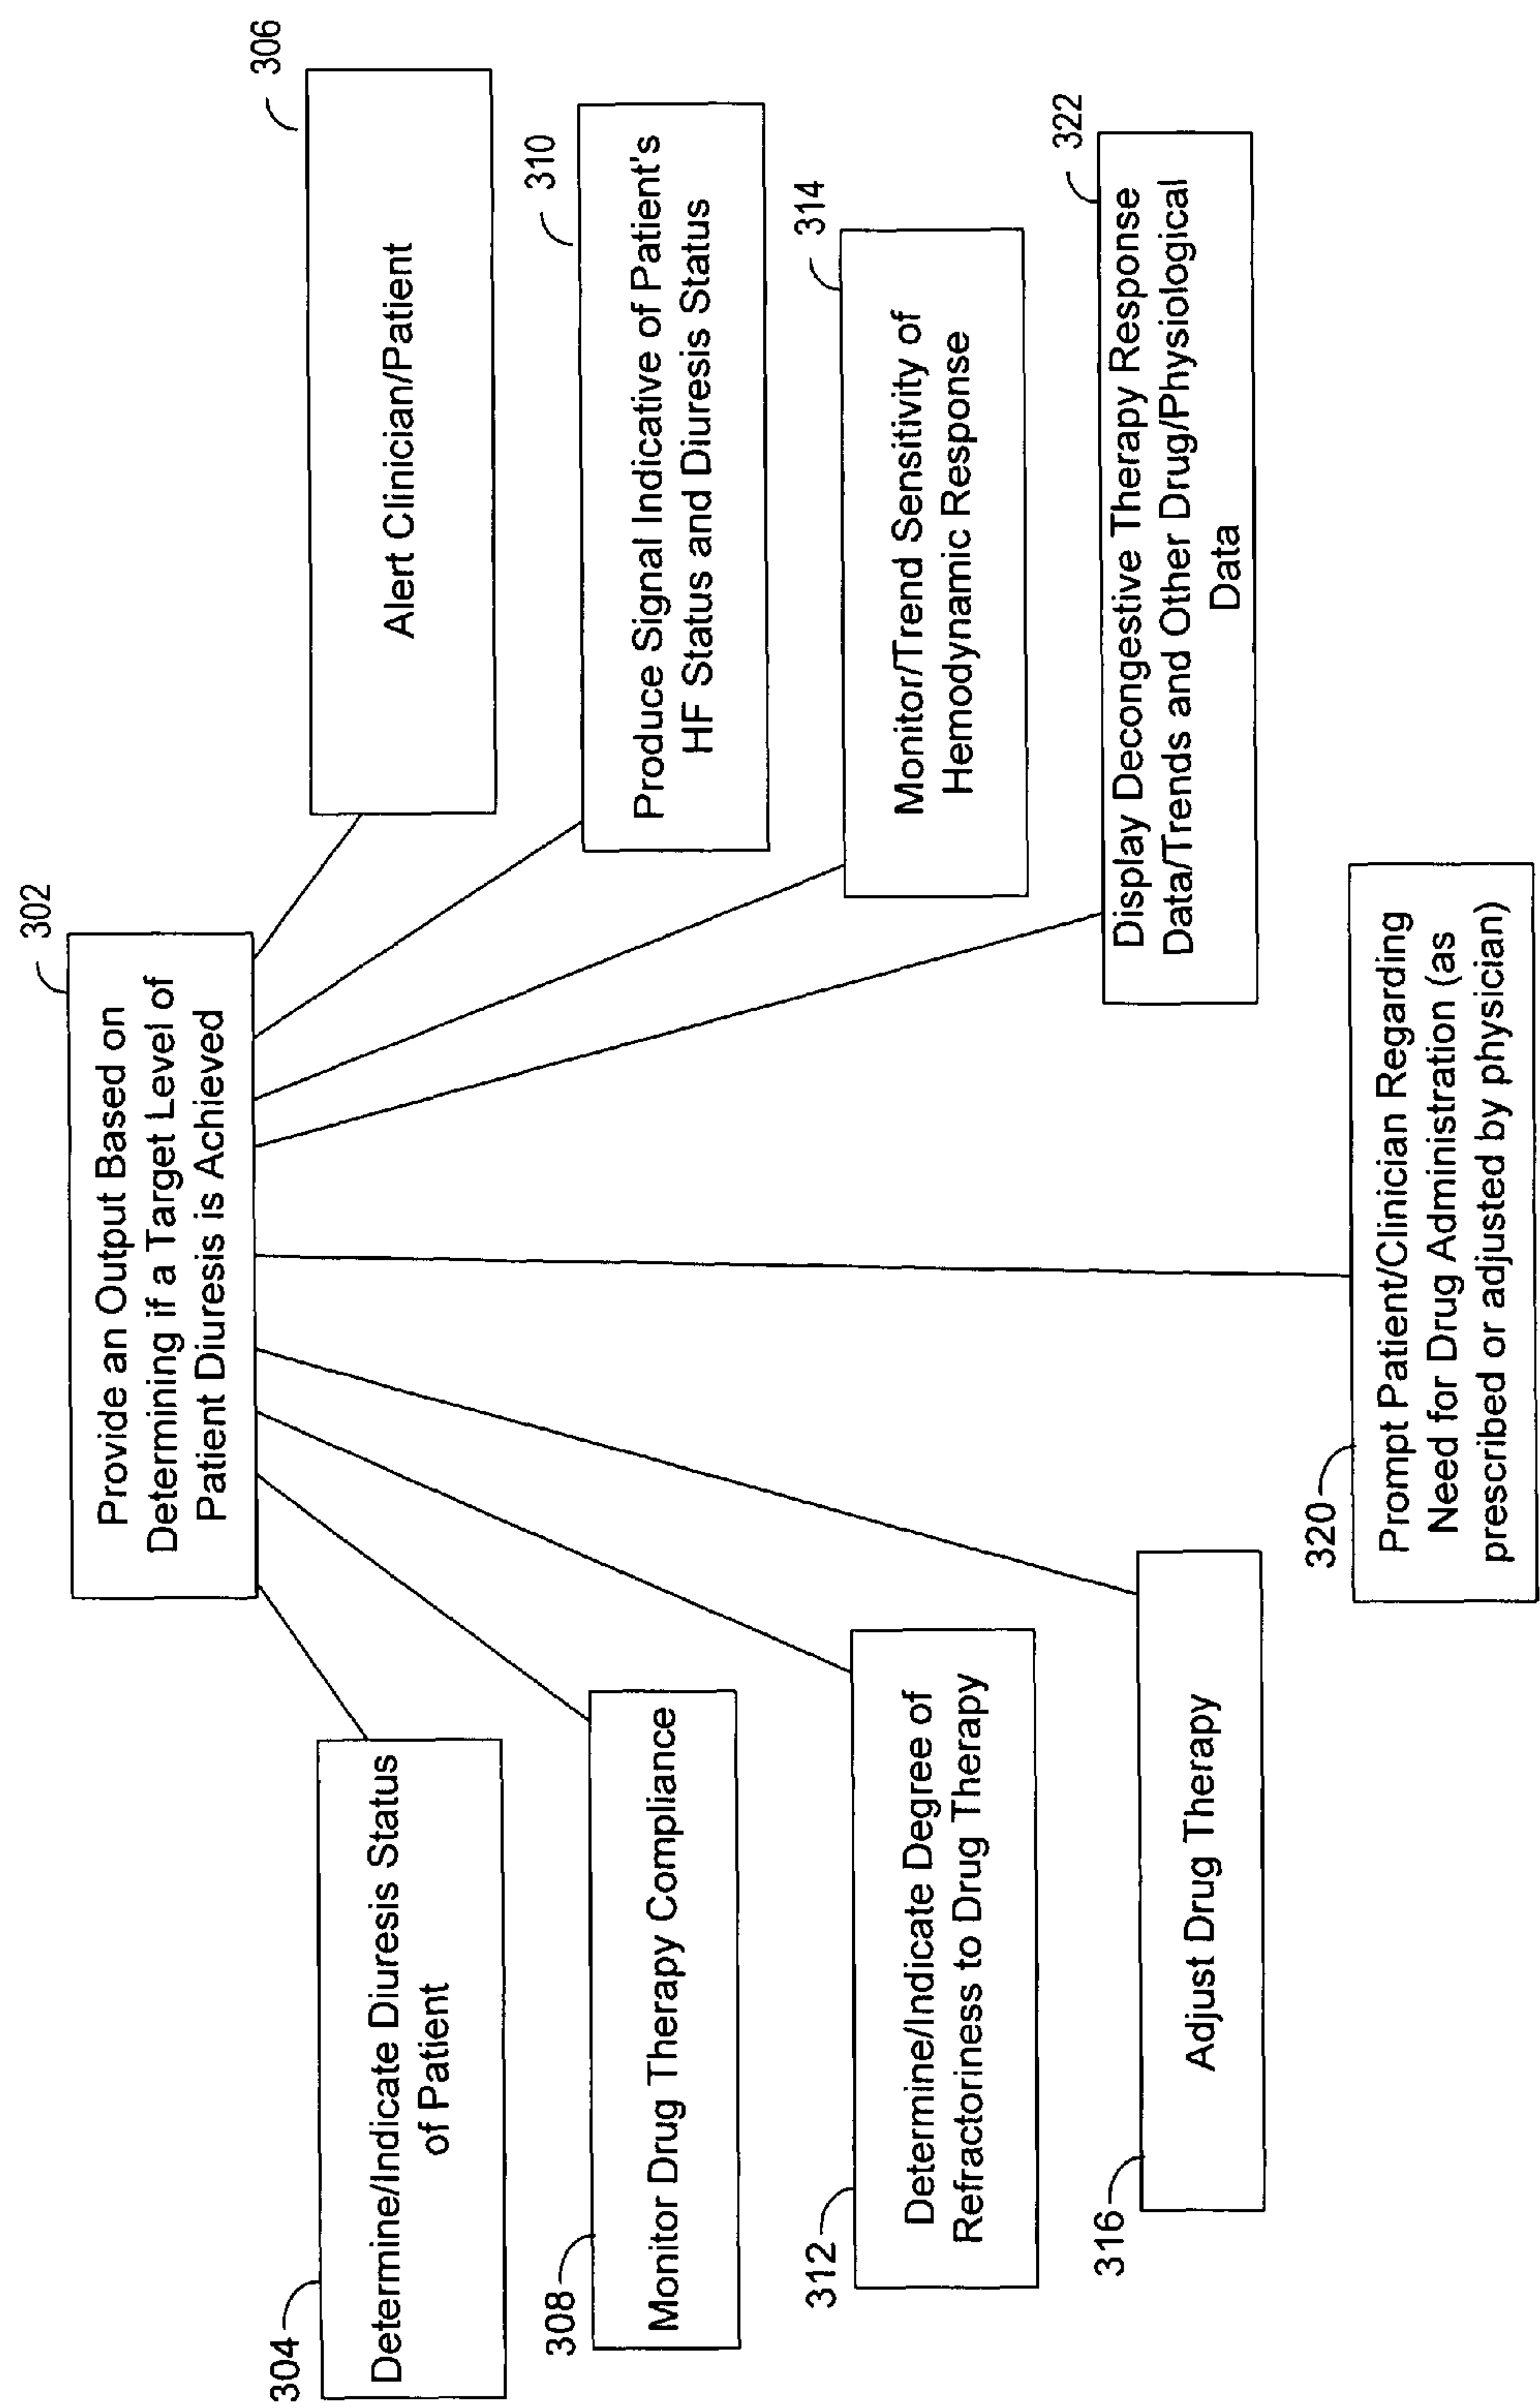 302
Provide an Output Based on
Determining if a Target Level of
Patient Diuresis is Achieved
304
Determine/Indicate Diuresis Status
of Patient
306
Alert Clinician/Patient
308
Monitor Drug Therapy Compliance
310
Produce Signal Indicative of Patient's
HF Status and Diuresis Status
312
Determine/Indicate Degree of
Refractoriness to Drug Therapy
314
Monitor/Trend Sensitivity of
Hemodynamic Response
316
Adjust Drug Therapy
322
Display Decongestive Therapy Response
Data/Trends and Other Drug/Physiological
Data
320
Prompt Patient/Clinician Regarding
Need for Drug Administration (as
prescribed or adjusted by physician)